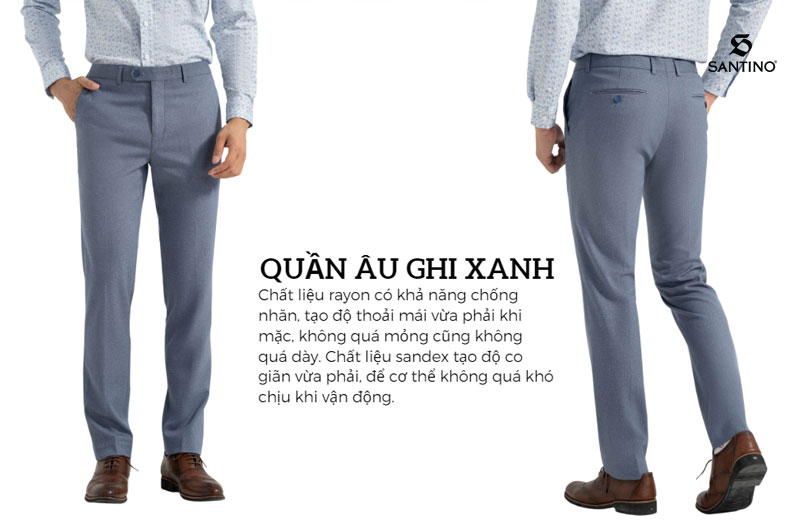 SANTINO
QUẦN ÂU GHI XANH
Chất liệu rayon có khả năng chống
nhăn, tạo độ thoải mái vừa phải khi
mặc, không quá mỏng cũng không
quá dày. Chất liệu sandex tạo độ co
giãn vừa phải, để cơ thể không quá khó
chịu khi vận động.